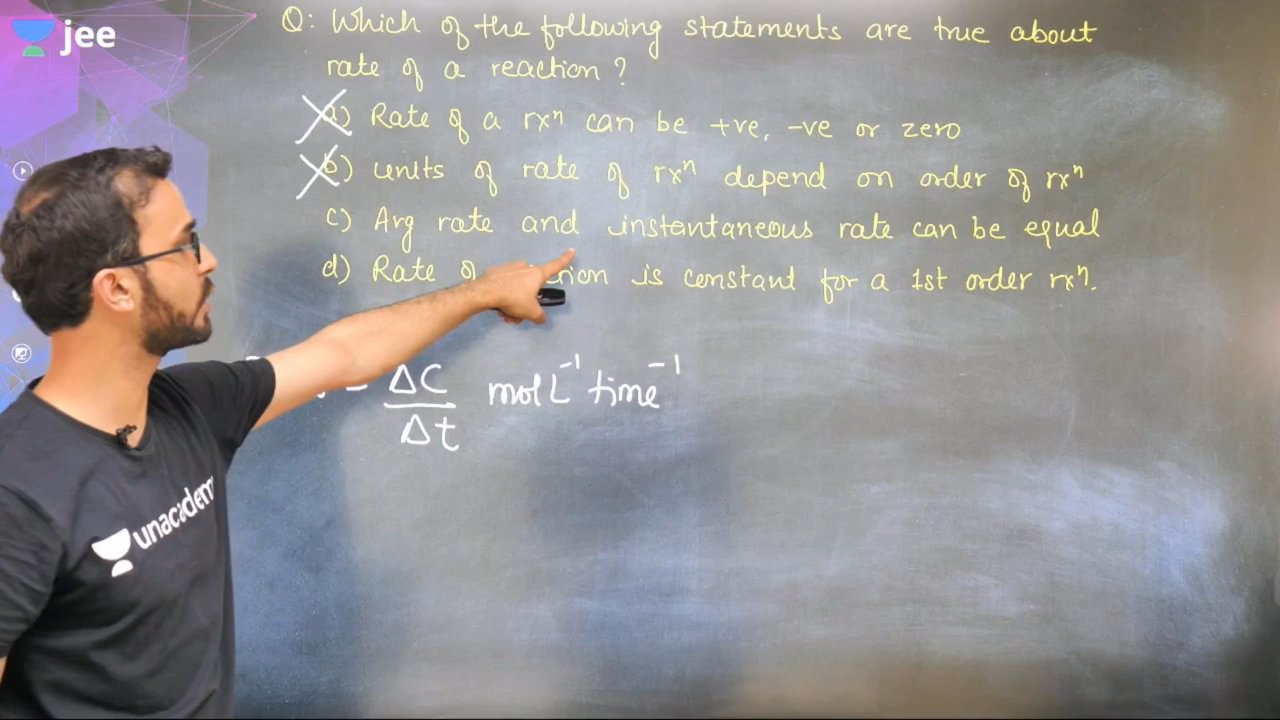 jee
Q: Which of the following statements are true about
rate of a reaction?
a) Rate of a rxⁿ can be +ve, -ve or zero
b) units of rate of rxⁿ depend on order of rxⁿ
c) Avg rate and instantaneous rate can be equal
d) Rate of is constant for a 1st order rxⁿ.
- ΔC/Δt mol L⁻¹ time⁻¹
unacadem